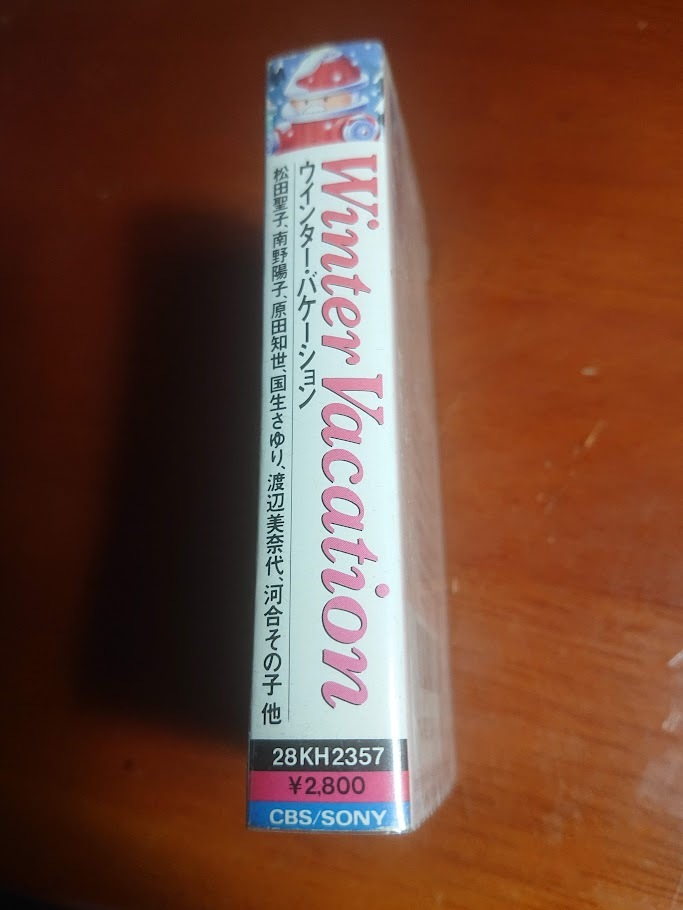 Winter Vacation
ウインター・バケーション
松田聖子、南野陽子、原田知世、国生さゆり、渡辺美奈代、河合その子 他
28KH2357
¥2,800
CBS/SONY